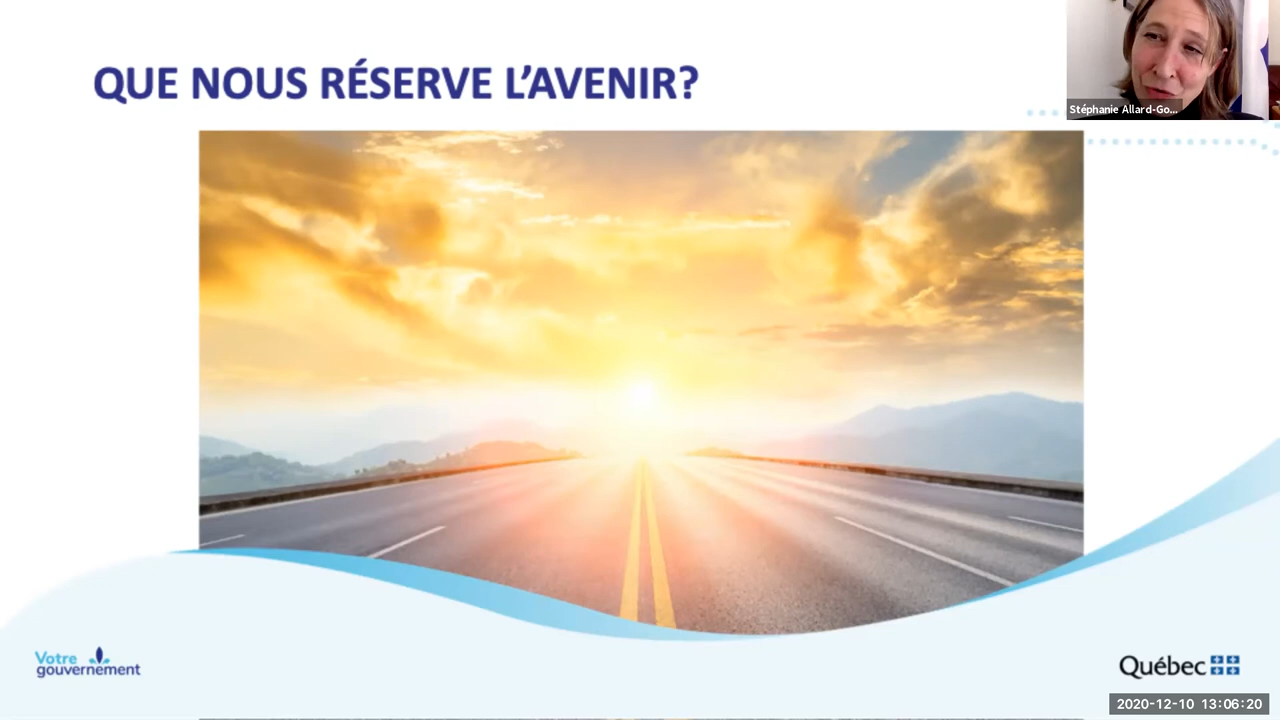 QUE NOUS RÉSERVE L'AVENIR?
Stéphanie Allard-Go...
Votre
gouvernement
Québec
2020-12-10 13:06:20